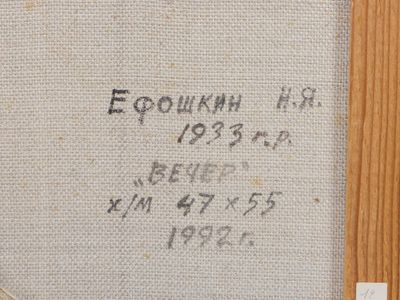 Ефошкин Н.Я.
1933 г.р.
„Вечер"
х/м 47 х 55
1992 г.